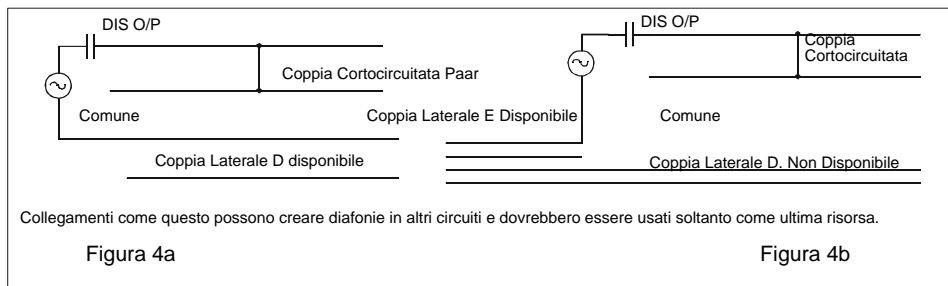 DIS O/P
Coppia Cortocircuitata Paar
Comune
Coppia Laterale D disponibile
DIS O/P
Coppia
Cortocircuitata
Coppia Laterale E Disponibile
Comune
Coppia Laterale D. Non Disponibile
Collegamenti come questo possono creare diafonie in altri circuiti e dovrebbero essere usati soltanto come ultima risorsa.
Figura 4a
Figura 4b